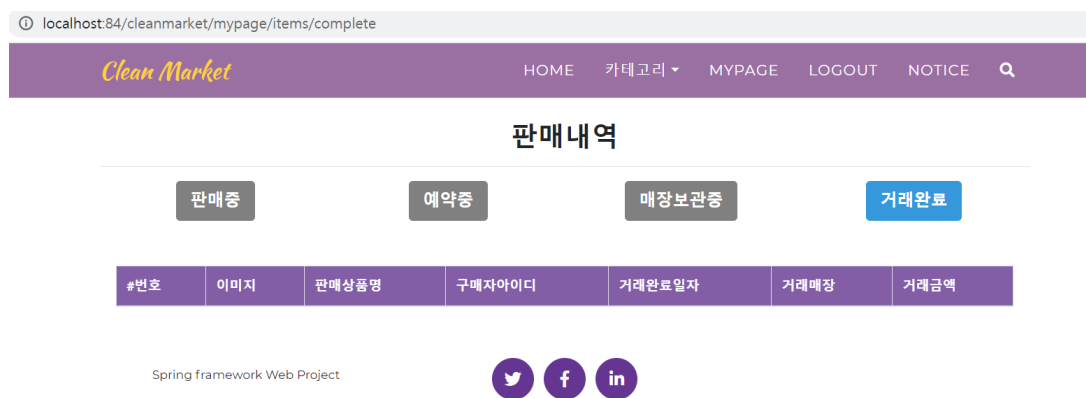 localhost:84/cleanmarket/mypage/items/complete
Clean Market HOME 카테고리 MYPAGE LOGOUT NOTICE
판매내역
판매중 예약중 매장보관중 거래완료
#번호 이미지 판매상품명 구매자아이디 거래완료일자 거래매장 거래금액
Spring framework Web Project